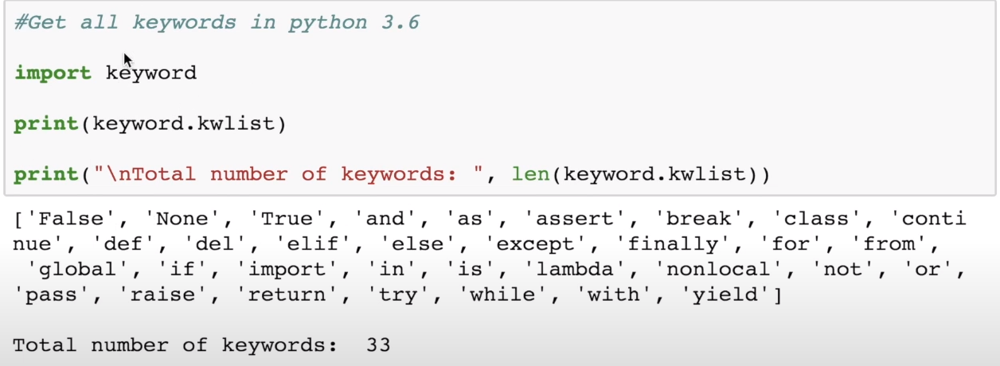 #Get all keywords in python 3.6
import keyword
print(keyword.kwlist)
print("\nTotal number of keywords: ", len(keyword.kwlist))
['False', 'None', 'True', 'and', 'as', 'assert', 'break', 'class', 'conti
nue', 'def', 'del', 'elif', 'else', 'except', 'finally', 'for', 'from',
'global', 'if', 'import', 'in', 'is', 'lambda', 'nonlocal', 'not', 'or',
'pass', 'raise', 'return', 'try', 'while', 'with', 'yield']
Total number of keywords:  33